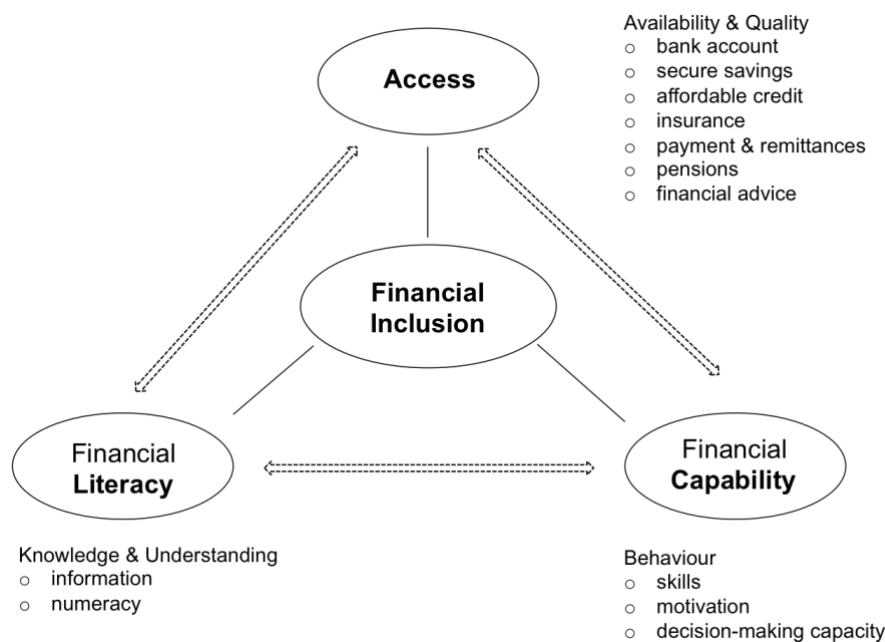 Availability & Quality
o bank account
o secure savings
o affordable credit
o insurance
o payment & remittances
o pensions
o financial advice
Access
Financial
Inclusion
Financial
Literacy
Financial
Capability
Knowledge & Understanding
o information
o numeracy
Behaviour
o skills
o motivation
o decision-making capacity